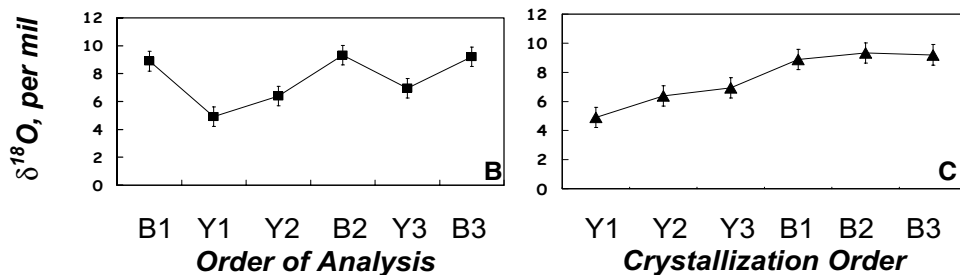 δ18O, per mil
12
10
8
6
4
2
0
B
B1 Y1 Y2 B2 Y3 B3
Order of Analysis
12
10
8
6
4
2
0
C
Y1 Y2 Y3 B1 B2 B3
Crystallization Order